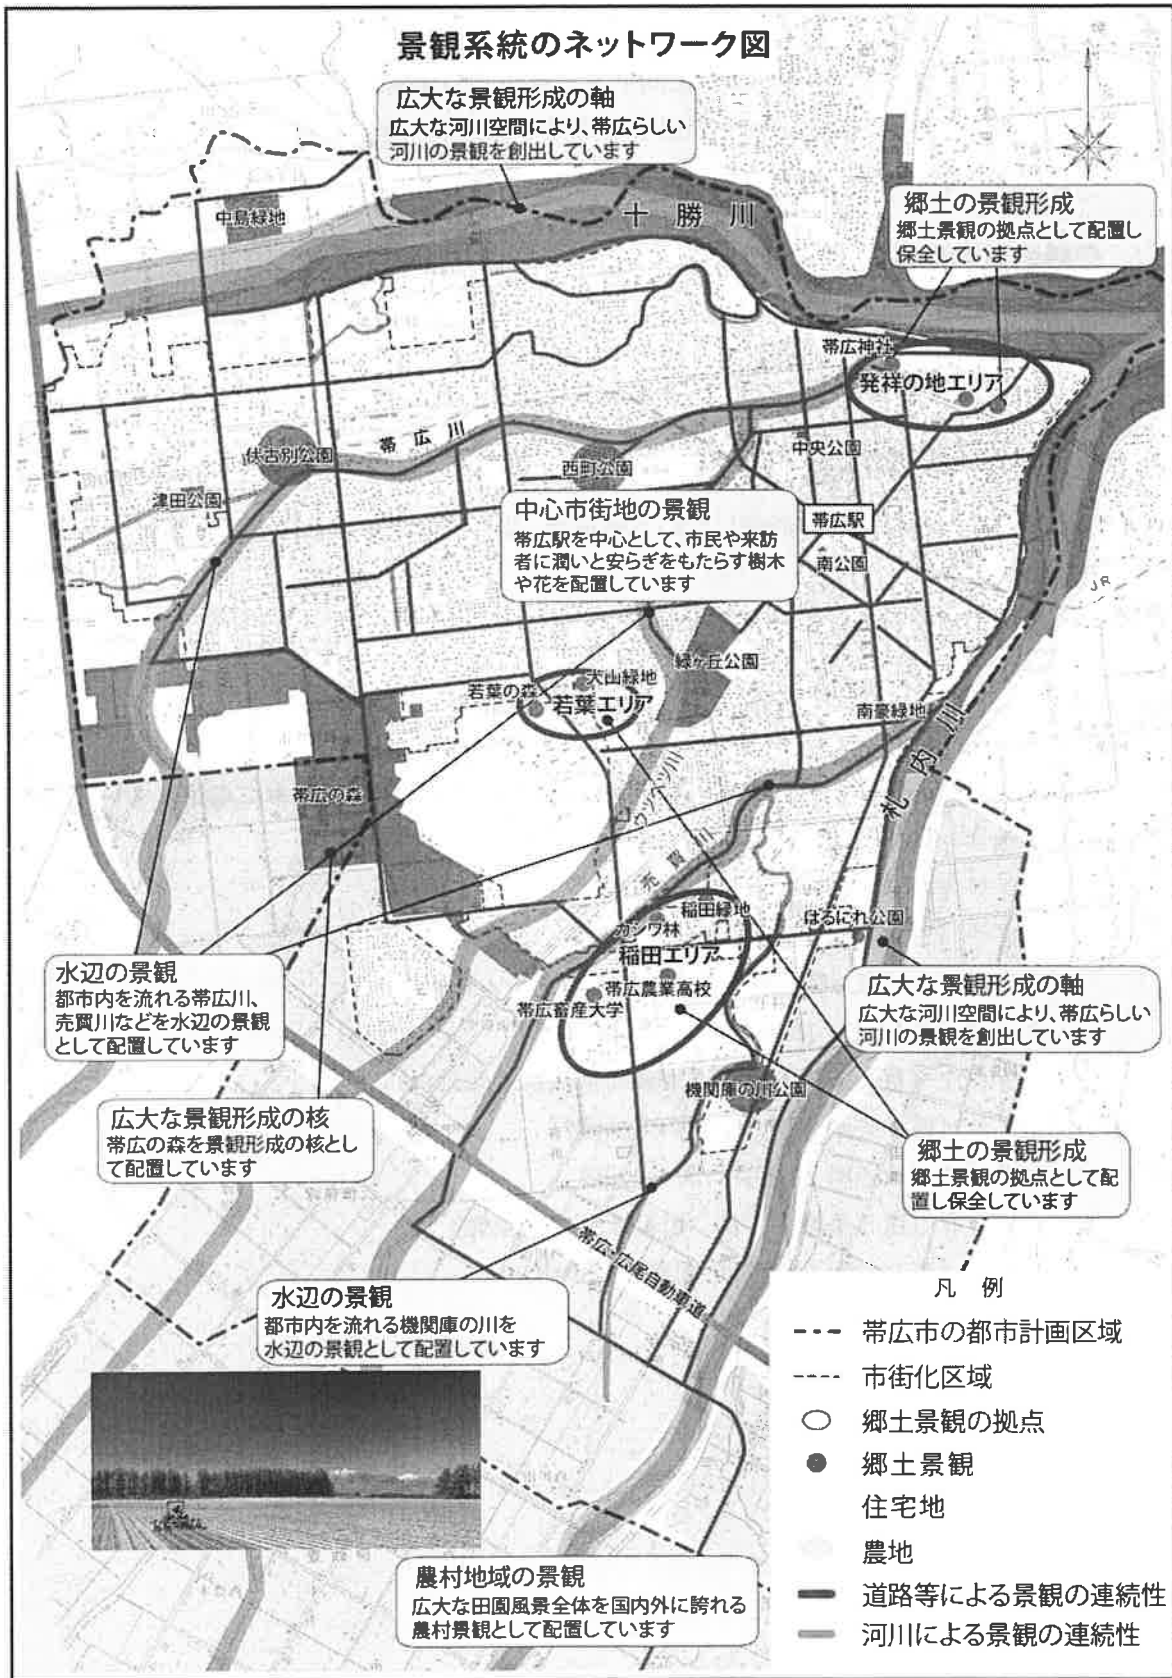 景観系統のネットワーク図
広大な景観形成の軸
広大な河川空間により、帯広らしい
河川の景観を創出しています
中島緑地
十勝川
郷土の景観形成
郷土景観の拠点として配置し
保全しています
帯広神社
発祥の地エリア
帯広川
伏古別公園
西町公園
中央公園
津田公園
中心市街地の景観
帯広駅を中心として、市民や来訪
者に潤いと安らぎをもたらす樹木
や花を配置しています
帯広駅
南公園
JR
緑ヶ丘公園
大山緑地
若葉の森
若葉エリア
南豪緑地
札内川
帯広の森
ウツベツ川
売買川
稲田緑地
カシワ林
はるにれ公園
稲田エリア
帯広農業高校
帯広畜産大学
水辺の景観
都市内を流れる帯広川、
売買川などを水辺の景観
として配置しています
広大な景観形成の軸
広大な河川空間により、帯広らしい
河川の景観を創出しています
機関庫の川公園
広大な景観形成の核
帯広の森を景観形成の核とし
て配置しています
郷土の景観形成
郷土景観の拠点として配
置し保全しています
帯広・広尾自動車道
水辺の景観
都市内を流れる機関庫の川を
水辺の景観として配置しています
凡 例
帯広市の都市計画区域
市街化区域
郷土景観の拠点
郷土景観
住宅地
農地
道路等による景観の連続性
河川による景観の連続性
農村地域の景観
広大な田園風景全体を国内外に誇れる
農村景観として配置しています